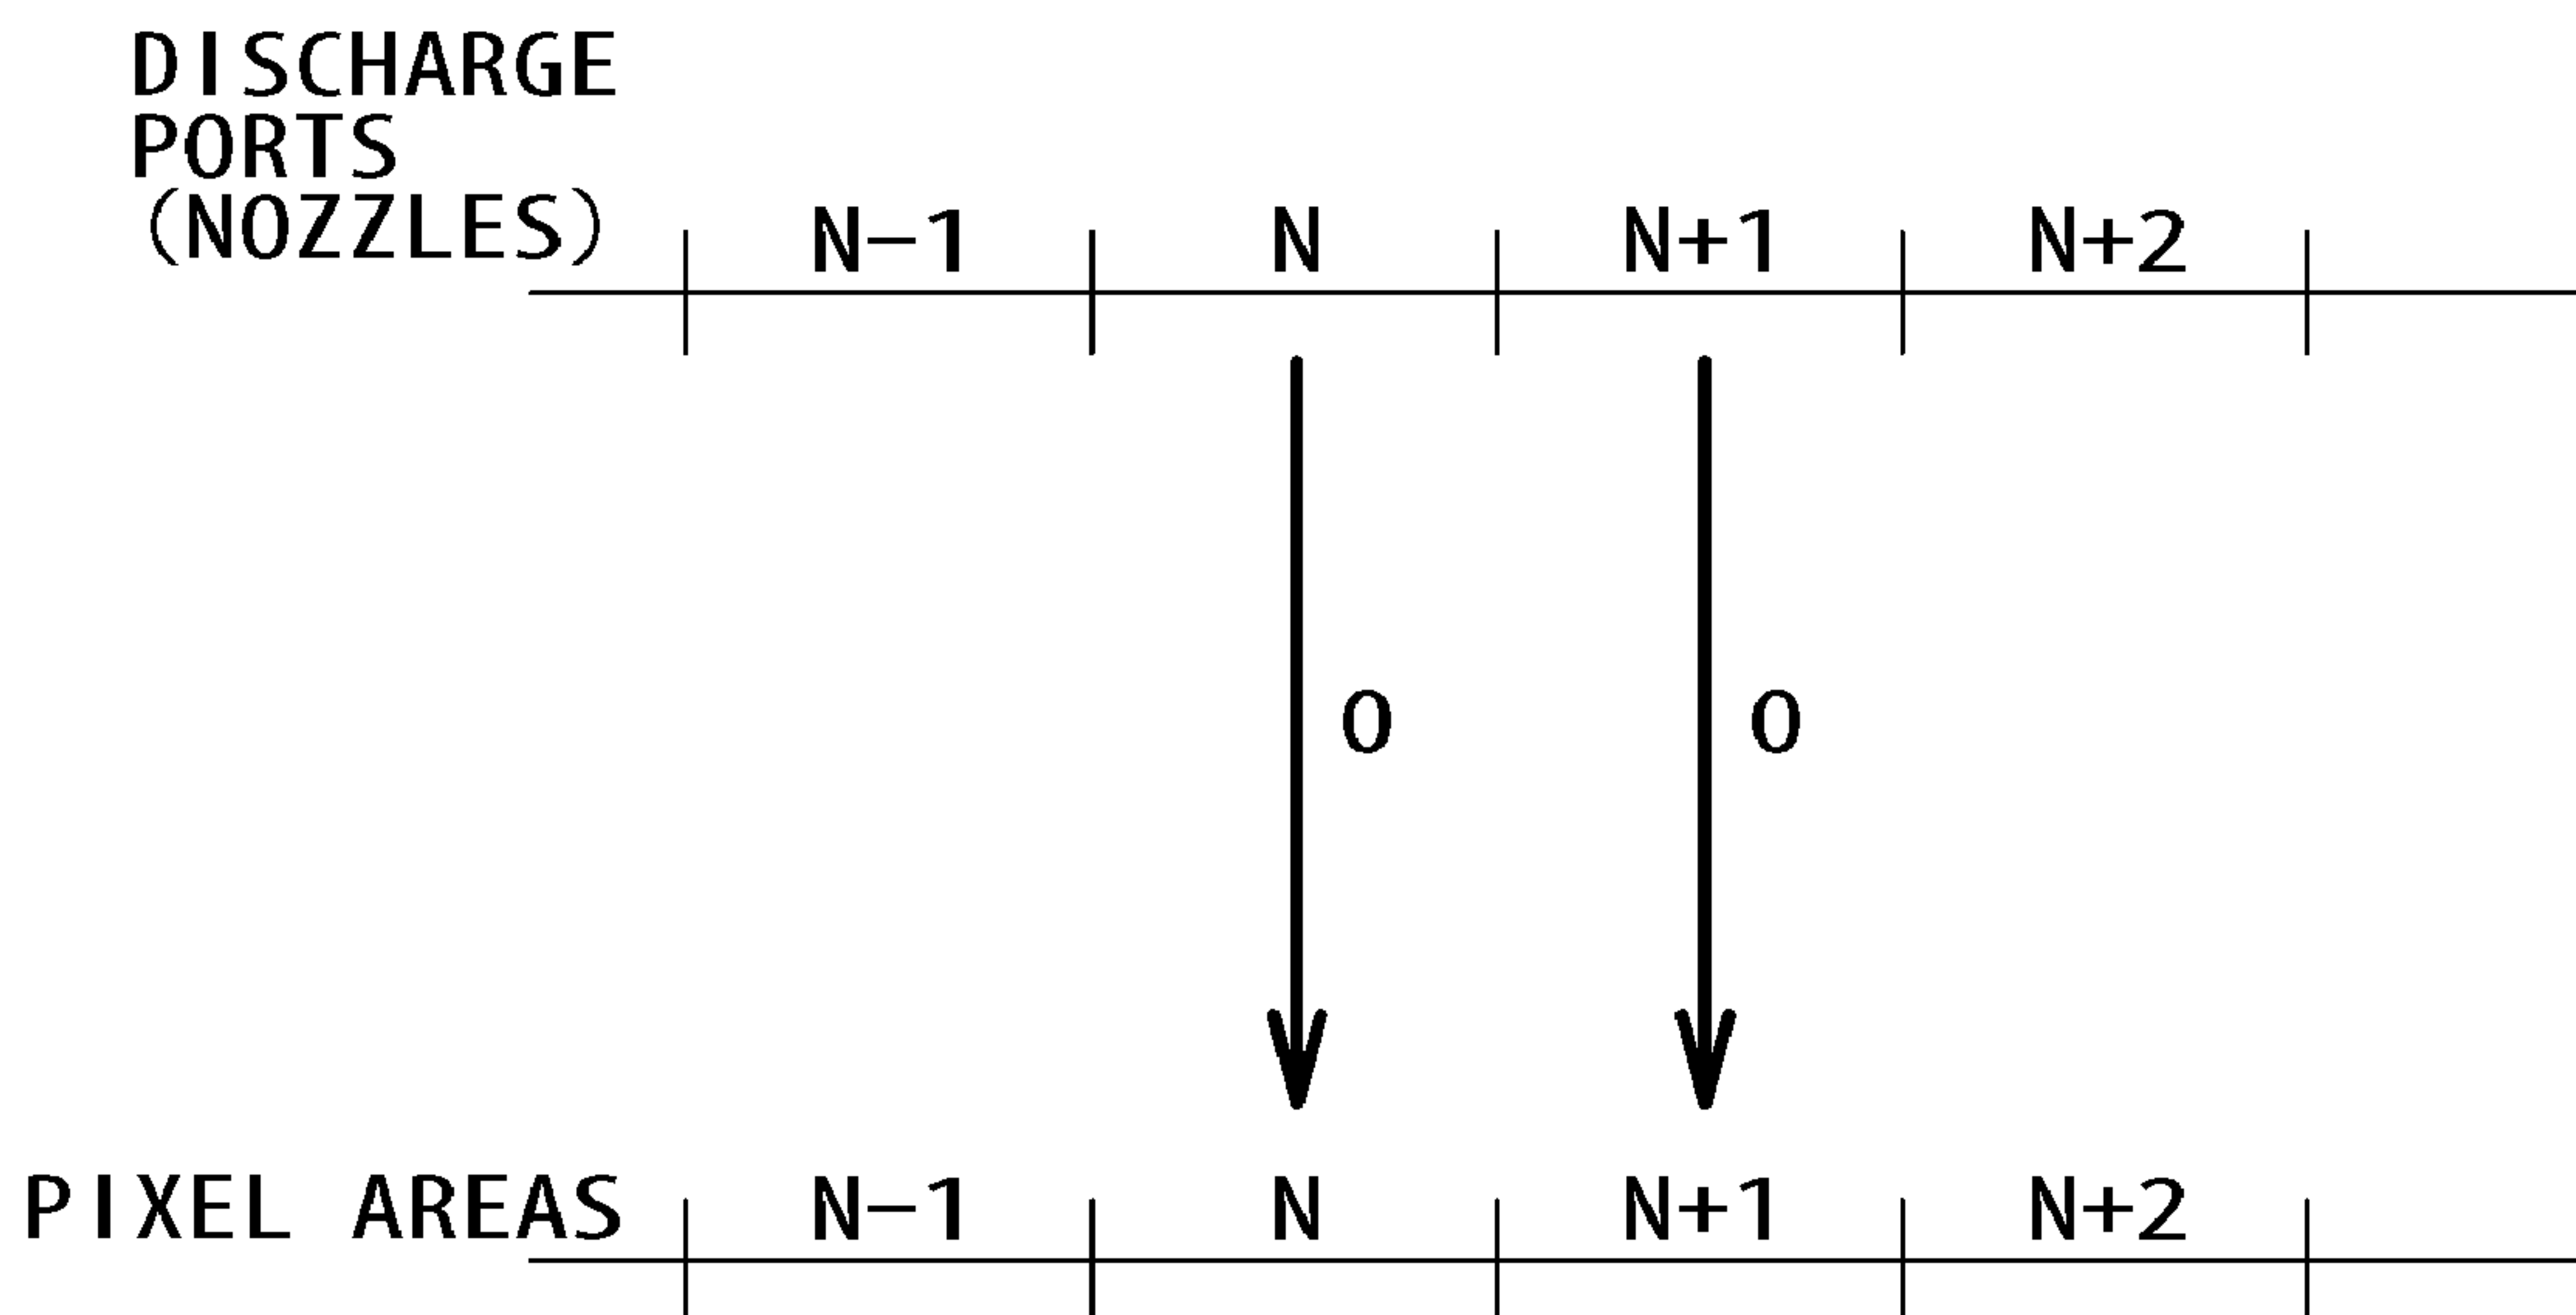 DISCHARGE
PORTS
(NOZZLES)
N-1 N N+1 N+2
0 0
PIXEL AREAS N-1 N N+1 N+2